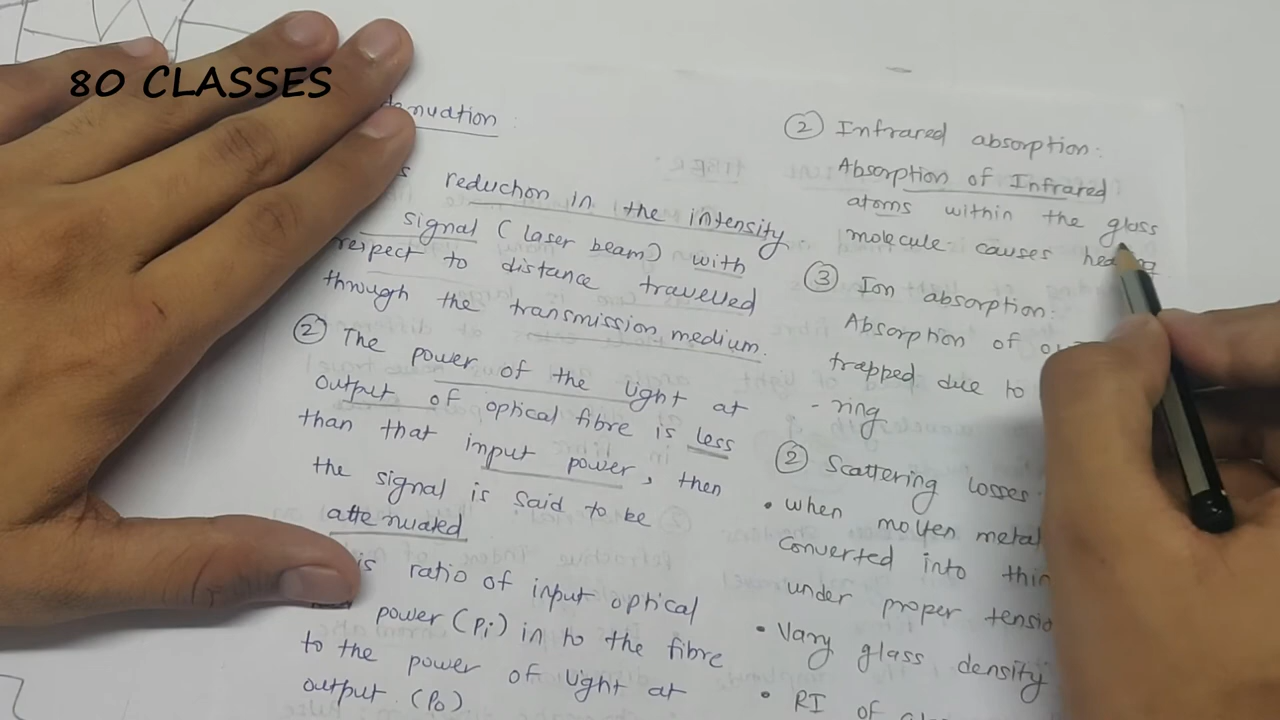 80 CLASSES
reduction in the intensity
signal (laser beam) with
respect to distance travelled
through the transmission medium.
② The power of the light at
output of optical fibre is less
than that input power, then
the signal is said to be
attenuated
is ratio of input optical
power (Pi) in to the fibre
to the power of light at
output (Po)
② Infrared absorption:
Absorption of Infrared
atoms within the glass
molecule causes
③ Ion absorption:
Absorption of
trapped due to
- ring
② Scattering losses
• when molten metal
converted into
under proper
• Vary glass density
• RI of